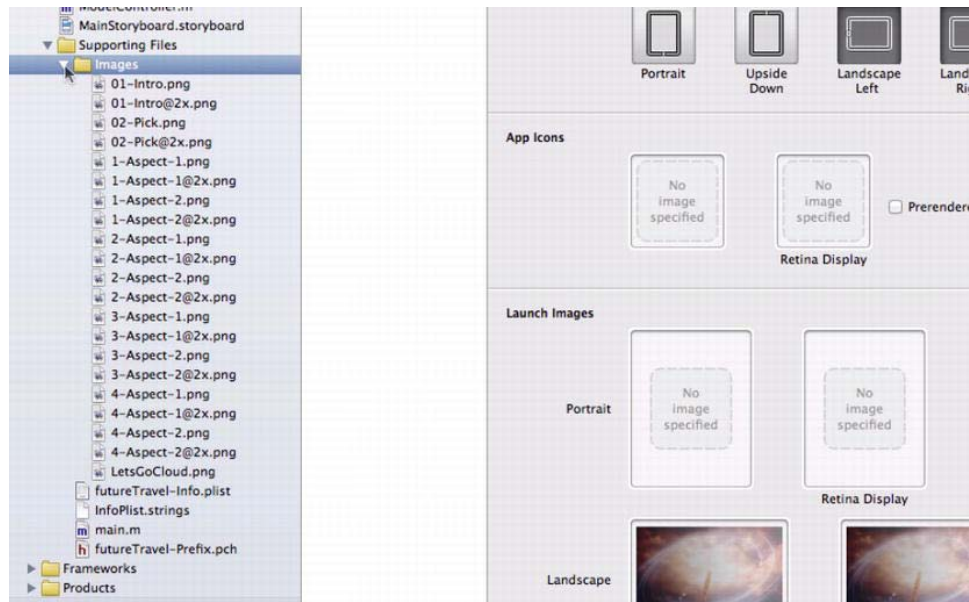 ModelController.m
MainStoryboard.storyboard
Supporting Files
Images
01-Intro.png
01-Intro@2x.png
02-Pick.png
02-Pick@2x.png
1-Aspect-1.png
1-Aspect-1@2x.png
1-Aspect-2.png
1-Aspect-2@2x.png
2-Aspect-1.png
2-Aspect-1@2x.png
2-Aspect-2.png
2-Aspect-2@2x.png
3-Aspect-1.png
3-Aspect-1@2x.png
3-Aspect-2.png
3-Aspect-2@2x.png
4-Aspect-1.png
4-Aspect-1@2x.png
4-Aspect-2.png
4-Aspect-2@2x.png
LetsGoCloud.png
futureTravel-Info.plist
InfoPlist.strings
m main.m
h futureTravel-Prefix.pch
Frameworks
Products
Portrait
Upside
Down
Landscape
Left
Land
Ri
App Icons
No
image
specified
No
image
specified
Prerender
Retina Display
Launch Images
Portrait
No
image
specified
No
image
specified
Retina Display
Landscape